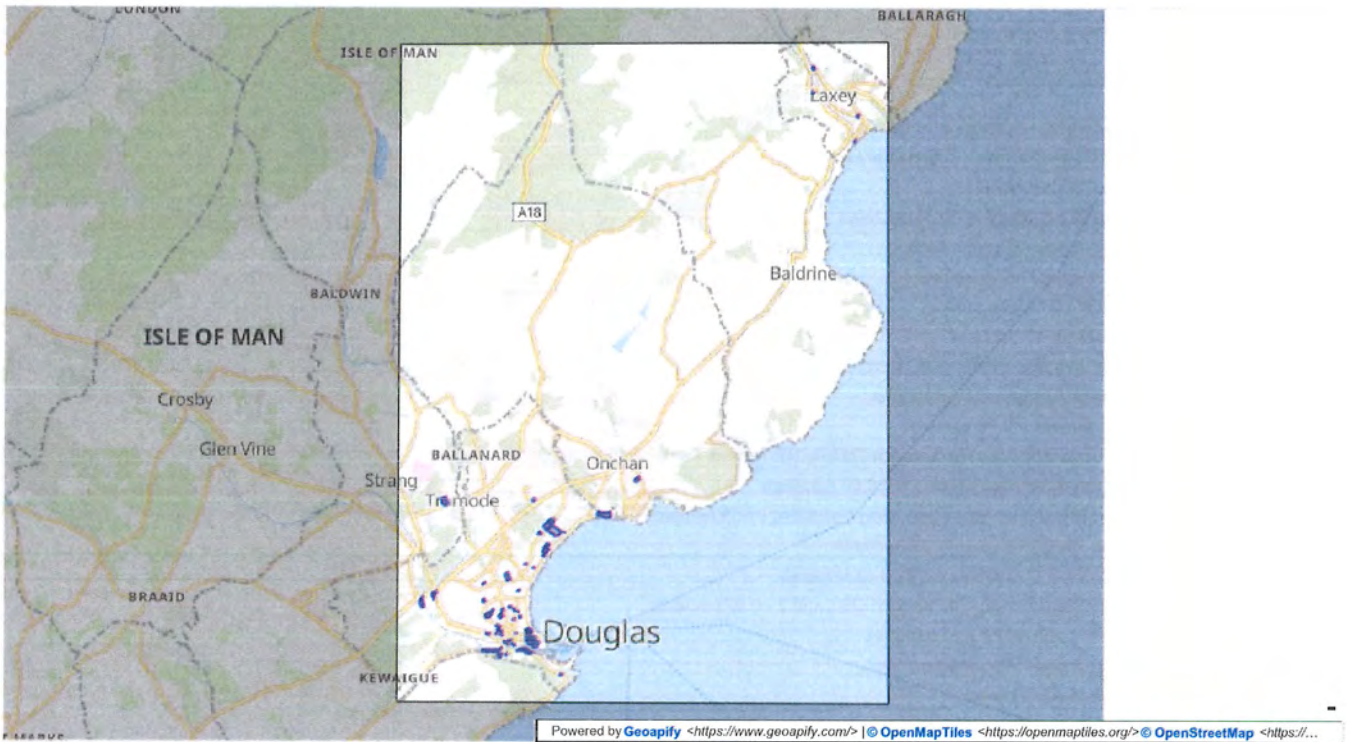 LONDON
BALLARAGH
ISLE OF MAN
Laxey
A18
Baldrine
BALDWIN
ISLE OF MAN
Crosby
Glen Vine
BALLANARD
Onchan
Strang
Tromode
BRAAID
Douglas
KEWAIGUE
Powered by Geoapify <https://www.geoapify.com/> | © OpenMapTiles <https://openmaptiles.org/> © OpenStreetMap <https://...